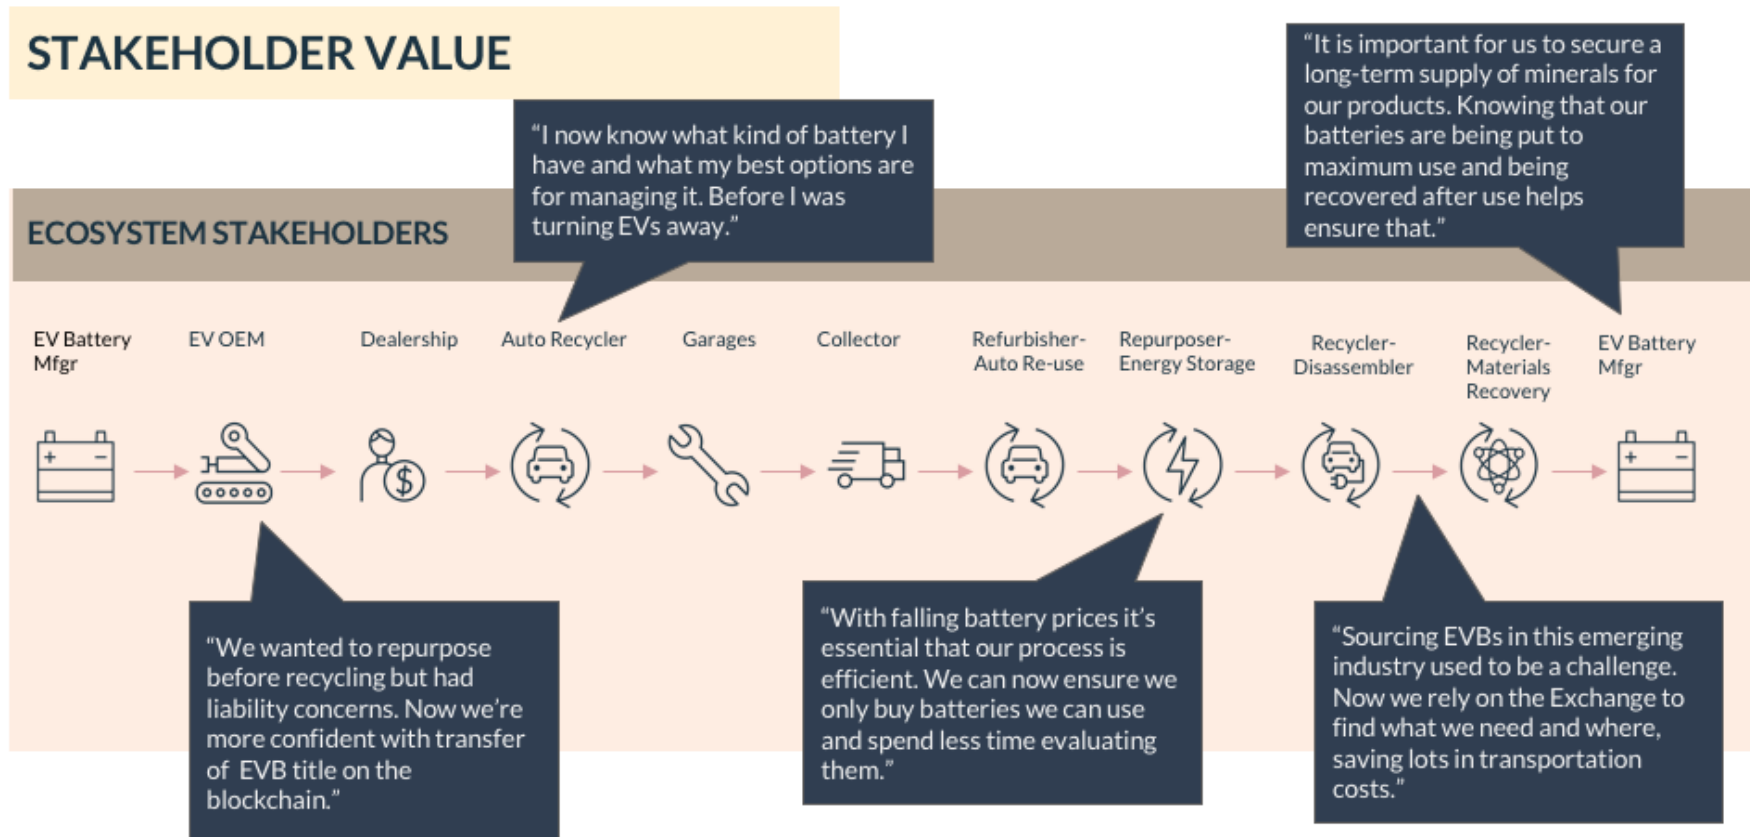 STAKEHOLDER VALUE
“I now know what kind of battery I
have and what my best options are
for managing it. Before I was
turning EVs away.”
“It is important for us to secure a
long-term supply of minerals for
our products. Knowing that our
batteries are being put to
maximum use and being
recovered after use helps
ensure that.”
ECOSYSTEM STAKEHOLDERS
EV Battery
Mfgr
EV OEM
Dealership
Auto Recycler
Garages
Collector
Refurbisher-
Auto Re-use
Repurposer-
Energy Storage
Recycler-
Disassembler
Recycler-
Materials
Recovery
EV Battery
Mfgr
“We wanted to repurpose
before recycling but had
liability concerns. Now we’re
more confident with transfer
of EVB title on the
blockchain.”
“With falling battery prices it’s
essential that our process is
efficient. We can now ensure we
only buy batteries we can use
and spend less time evaluating
them.”
“Sourcing EVBs in this emerging
industry used to be a challenge.
Now we rely on the Exchange to
find what we need and where,
saving lots in transportation
costs.”